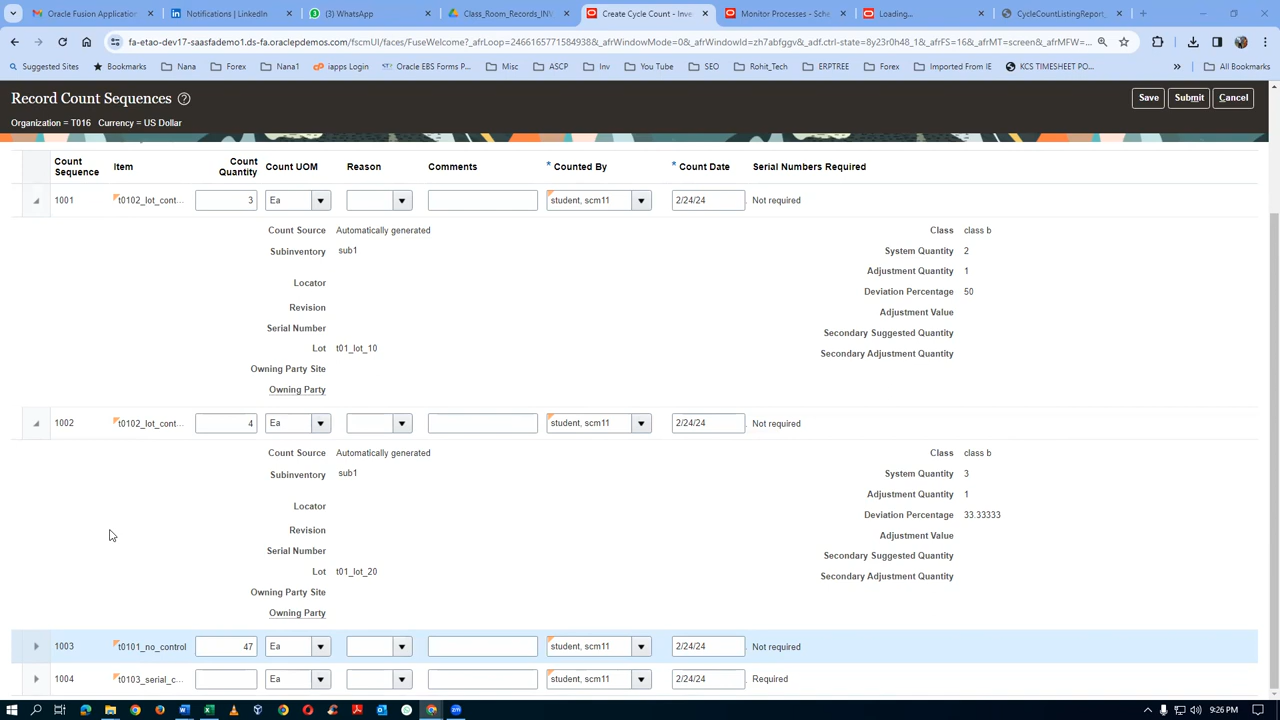 Oracle Fusion Applications
Notifications | LinkedIn
(3) WhatsApp
Class_Room_Records_INV
Create Cycle Count - Inve
Monitor Processes - Sche
Loading...
CycleCountListingReport_
fa-etao-dev17-saasfademo1.ds-fa.oraclepdemos.com/fscmUI/faces/FuseWelcome?_afrLoop=24661657715849​38&_afrWindowMode=0&_afrWindowId=zh7abfggv&_adf.ctrl-state=8y23r0h48_1&_afrFS=16&_afrMT=screen&_afrMFW=...
Suggested Sites
Bookmarks
Nana
Forex
Nana1
iapps Login
Oracle EBS Forms P...
Misc
ASCP
Inv
You Tube
SEO
Rohit_Tech
ERPTREE
Forex
Imported From IE
KCS TIMESHEET PO...
»
All Bookmarks
Record Count Sequences ?
Save Submit Cancel
Organization = T016 Currency = US Dollar
Count Sequence Item Count Quantity Count UOM Reason Comments * Counted By * Count Date Serial Numbers Required
1001 t0102_lot_cont... 3 Ea student, scm11 2/24/24 Not required
Count Source Automatically generated Class class b
Subinventory sub1 System Quantity 2
Adjustment Quantity 1
Locator
Deviation Percentage 50
Revision
Adjustment Value
Serial Number
Secondary Suggested Quantity
Lot t01_lot_10
Secondary Adjustment Quantity
Owning Party Site
Owning Party
1002 t0102_lot_cont... 4 Ea student, scm11 2/24/24 Not required
Count Source Automatically generated Class class b
Subinventory sub1 System Quantity 3
Adjustment Quantity 1
Locator
Deviation Percentage 33.33333
Revision
Adjustment Value
Serial Number
Secondary Suggested Quantity
Lot t01_lot_20
Secondary Adjustment Quantity
Owning Party Site
Owning Party
1003 t0101_no_control 47 Ea student, scm11 2/24/24 Not required
1004 t0103_serial_c... Ea student, scm11 2/24/24 Required
9:26 PM